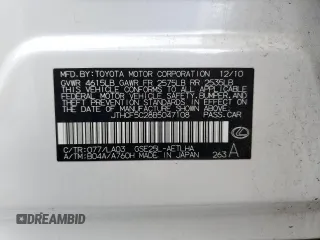 MFD. BY: TOYOTA MOTOR CORPORATION 12/10
GVWR 4615LB GAWR FR 2575LB RR 2535LB
THIS VEHICLE CONFORMS TO ALL APPLICABLE
FEDERAL MOTOR VEHICLE SAFETY, BUMPER, AND
THEFT PREVENTION STANDARDS IN EFFECT ON
THE DATE OF MANUFACTURE SHOWN ABOVE.
PASS.CAR
C/TR: 077/LA03 GSE25L-AETLHA
A/TM: B04A/A760H MADE IN JAPAN 263 A